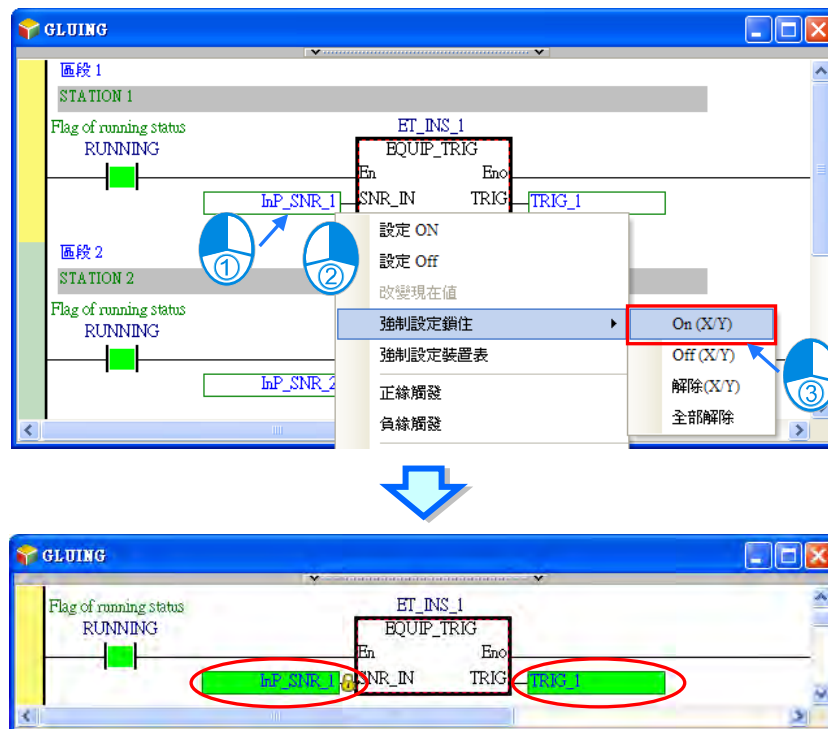 GLUING
區段 1
STATION 1
Flag of running status
RUNNING
ET_INS_1
EQUIP_TRIG
En Eno
InP_SNR_1 SNR_IN TRIG TRIG_1
① ②
設定 ON
設定 Off
改變現在值
強制設定鎖住 On (X/Y)
強制設定裝置表 Off (X/Y)
正緣觸發 解除(X/Y)
負緣觸發 全部解除
③
區段 2
STATION 2
Flag of running status
RUNNING
InP_SNR_2
GLUING
Flag of running status
RUNNING
ET_INS_1
EQUIP_TRIG
En Eno
InP_SNR_1 SNR_IN TRIG TRIG_1